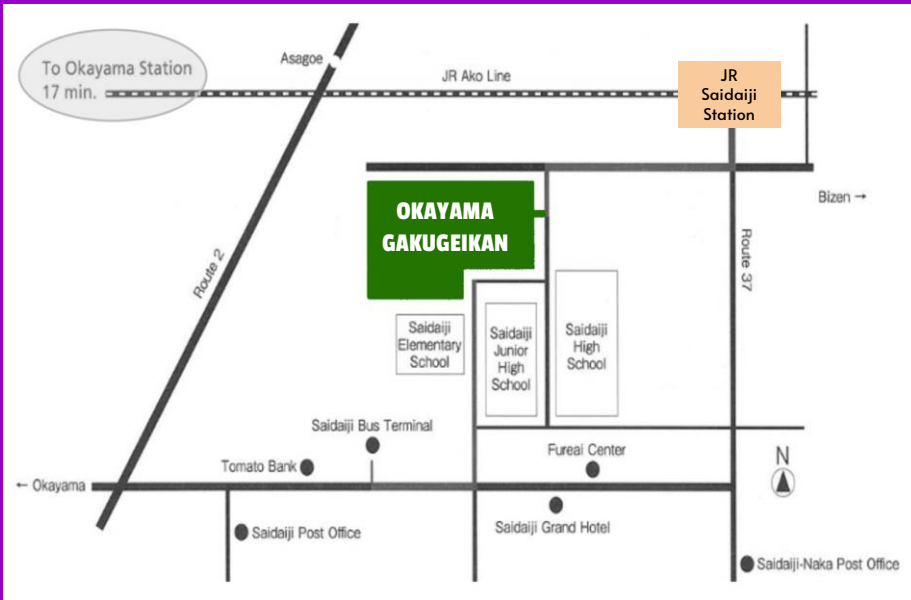 Asagoe
To Okayama Station
17 min.
JR Ako Line
JR
Saidaiji
Station
Bizen →
OKAYAMA
GAKUGEIKAN
Route 2
Route 37
Saidaiji
Elementary
School
Saidaiji
Junior
High
School
Saidaiji
High
School
Saidaiji Bus Terminal
Tomato Bank
Fureai Center
N
← Okayama
Saidaiji Post Office
Saidaiji Grand Hotel
Saidaiji-Naka Post Office